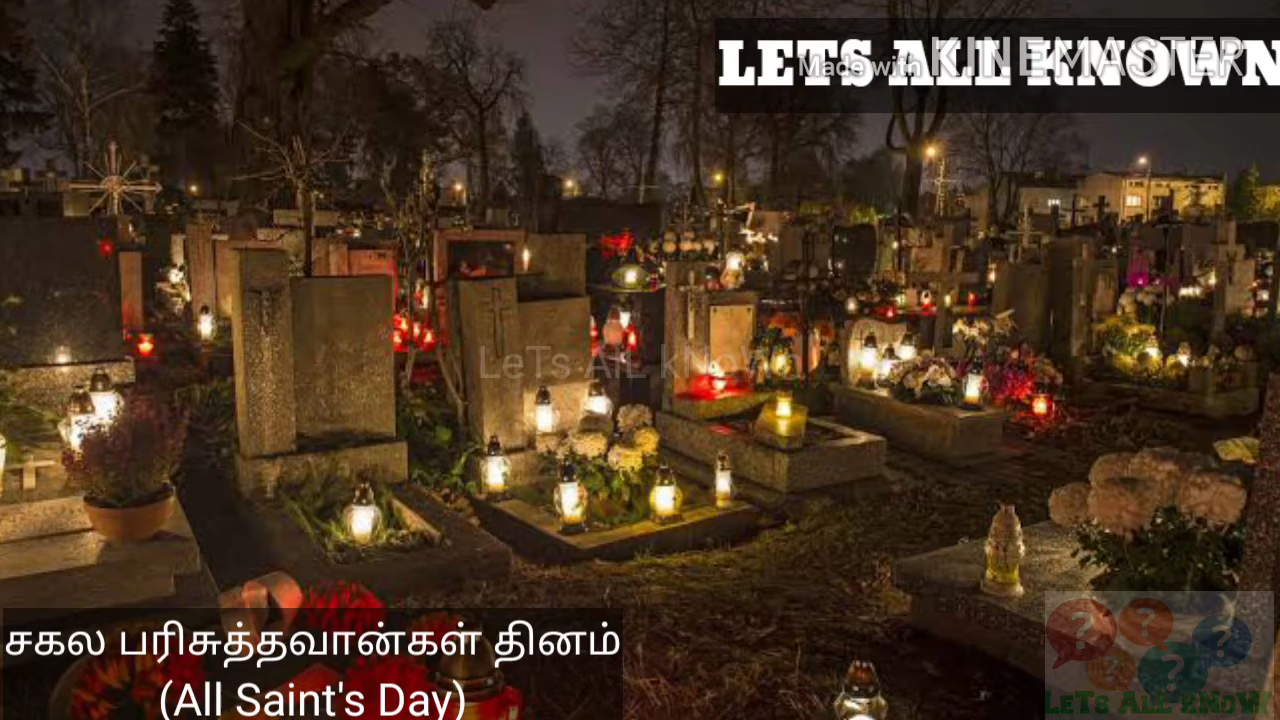 LETS ALL KNOWN
Made with KINEMASTER
LeTs AlL kNoWn
சகல பரிசுத்தவான்கள் தினம்
(All Saint's Day)
LeTs ALL kNoW